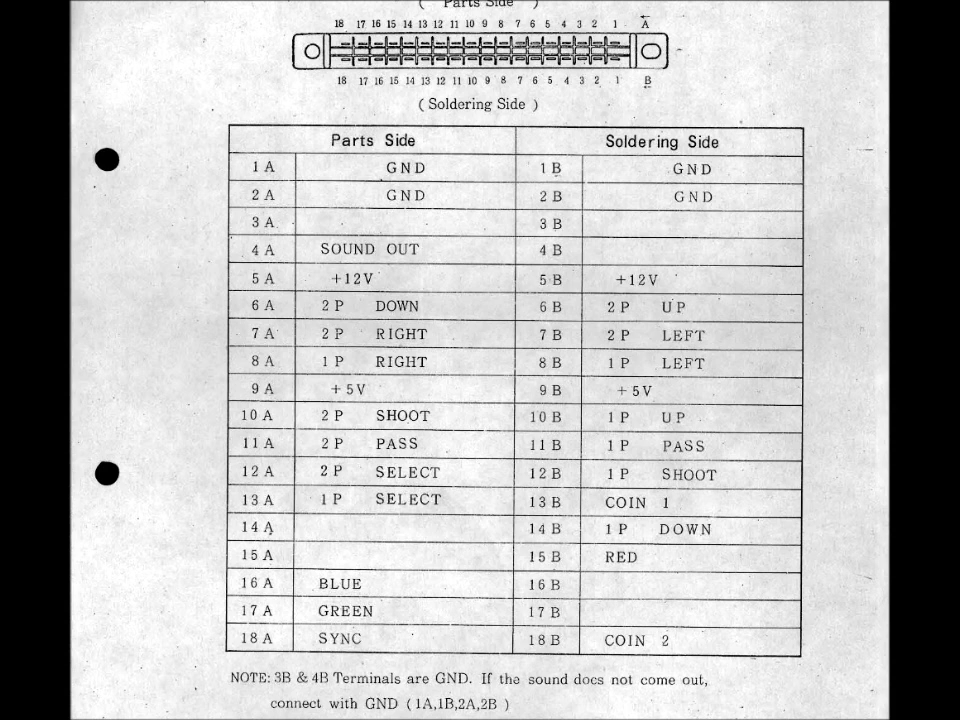 ( Parts Side )
18 17 16 15 14 13 12 11 10 9 8 7 6 5 4 3 2 1 A
18 17 16 15 14 13 12 11 10 9 8 7 6 5 4 3 2 1 B
( Soldering Side )
Parts Side Soldering Side
1 A GND 1 B GND
2 A GND 2 B GND
3 A 3 B
4 A SOUND OUT 4 B
5 A +12V 5 B +12V
6 A 2 P DOWN 6 B 2 P UP
7 A 2 P RIGHT 7 B 2 P LEFT
8 A 1 P RIGHT 8 B 1 P LEFT
9 A +5V 9 B +5V
10 A 2 P SHOOT 10 B 1 P UP
11 A 2 P PASS 11 B 1 P PASS
12 A 2 P SELECT 12 B 1 P SHOOT
13 A 1 P SELECT 13 B COIN 1
14 A 14 B 1 P DOWN
15 A 15 B RED
16 A BLUE 16 B
17 A GREEN 17 B
18 A SYNC 18 B COIN 2
NOTE: 3B & 4B Terminals are GND. If the sound does not come out,
connect with GND ( 1A,1B,2A,2B )